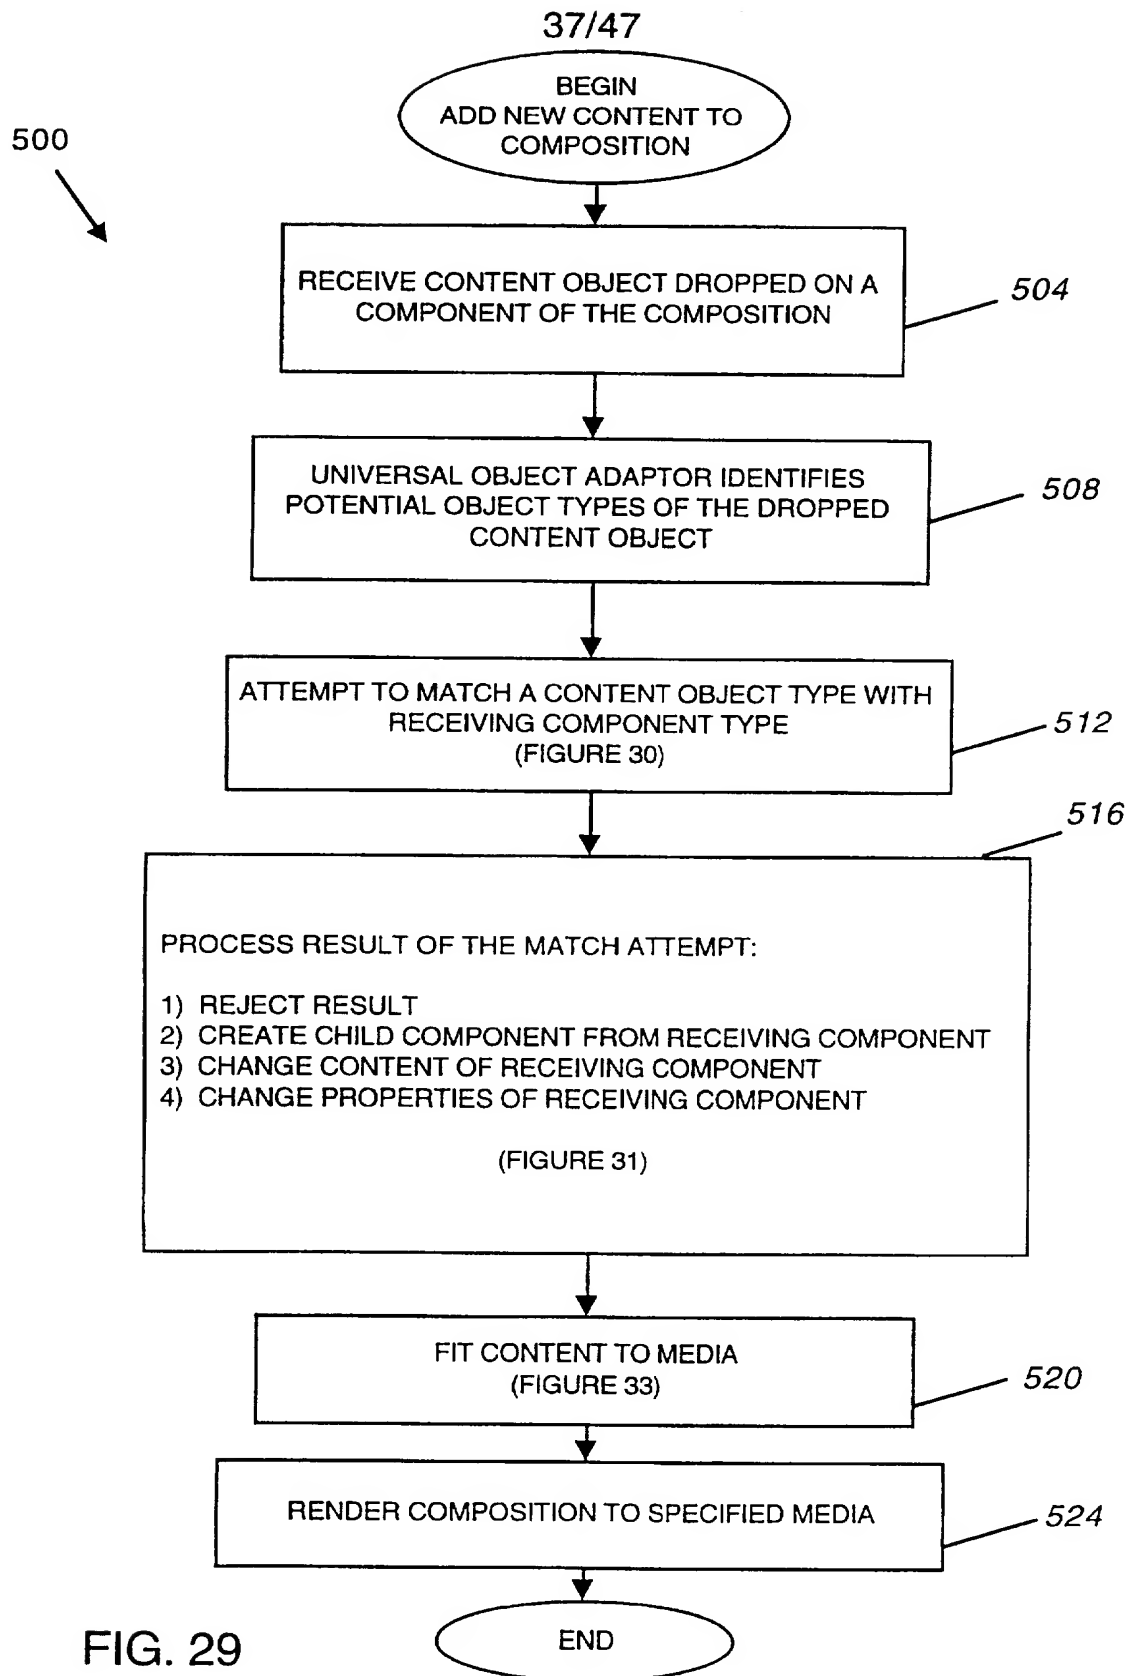 37/47
BEGIN
ADD NEW CONTENT TO
COMPOSITION
500
RECEIVE CONTENT OBJECT DROPPED ON A
COMPONENT OF THE COMPOSITION
504
UNIVERSAL OBJECT ADAPTOR IDENTIFIES
POTENTIAL OBJECT TYPES OF THE DROPPED
CONTENT OBJECT
508
ATTEMPT TO MATCH A CONTENT OBJECT TYPE WITH
RECEIVING COMPONENT TYPE
(FIGURE 30)
512
516
PROCESS RESULT OF THE MATCH ATTEMPT:
1) REJECT RESULT
2) CREATE CHILD COMPONENT FROM RECEIVING COMPONENT
3) CHANGE CONTENT OF RECEIVING COMPONENT
4) CHANGE PROPERTIES OF RECEIVING COMPONENT
(FIGURE 31)
FIT CONTENT TO MEDIA
(FIGURE 33)
520
RENDER COMPOSITION TO SPECIFIED MEDIA
524
END
FIG. 29